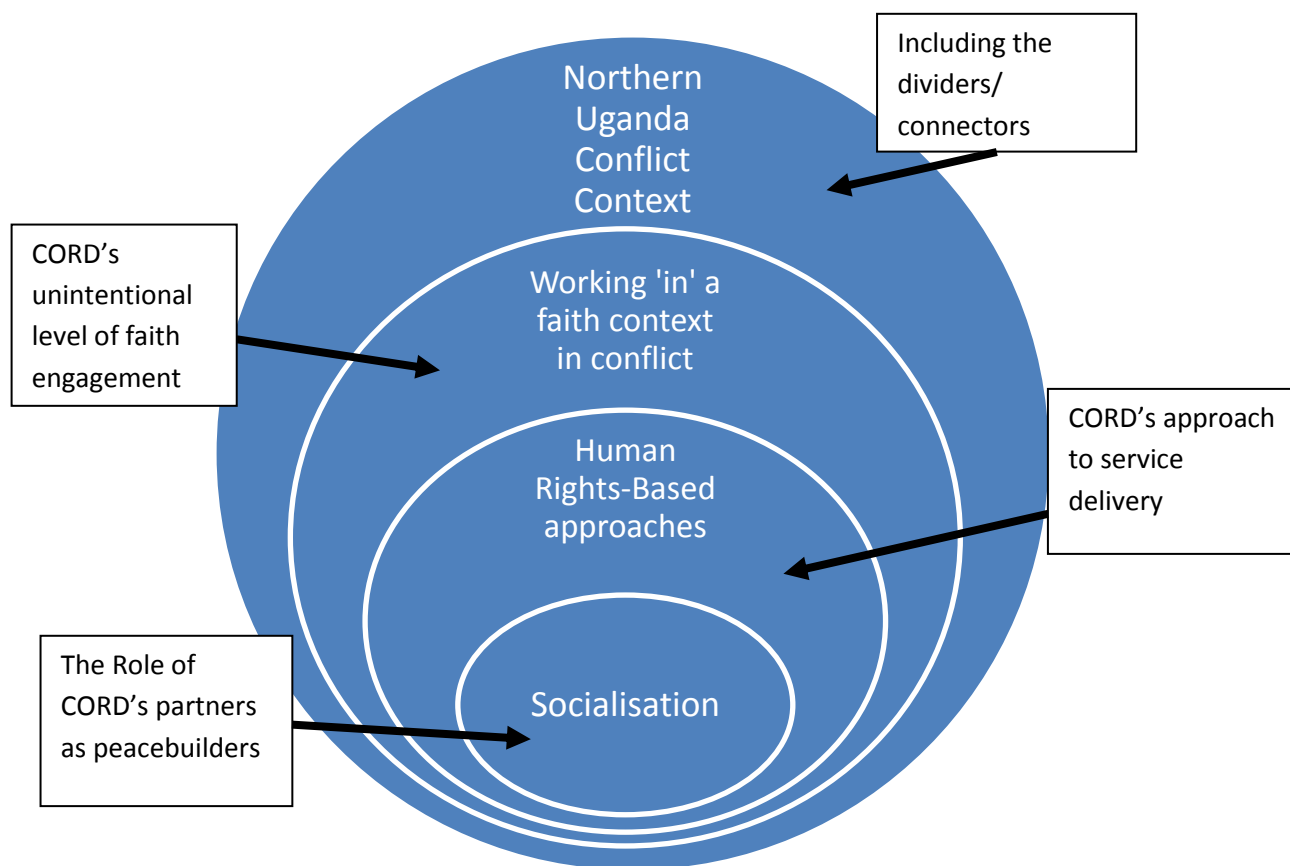 Northern
Uganda
Conflict
Context
Including the
dividers/
connectors
CORD’s
unintentional
level of faith
engagement
Working 'in' a
faith context
in conflict
Human
Rights-Based
approaches
CORD’s approach
to service
delivery
The Role of
CORD’s partners
as peacebuilders
Socialisation